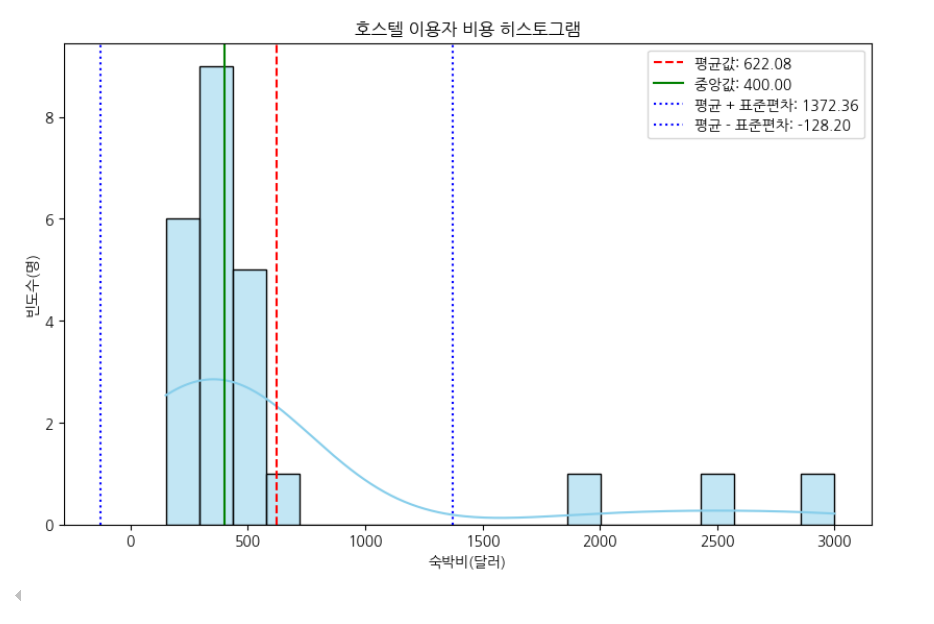 호스텔 이용자 비용 히스토그램
평균값: 622.08
중앙값: 400.00
평균 + 표준편차: 1372.36
평균 - 표준편차: -128.20
빈도수(명)
8
6
4
2
0
0 500 1000 1500 2000 2500 3000
숙박비(달러)